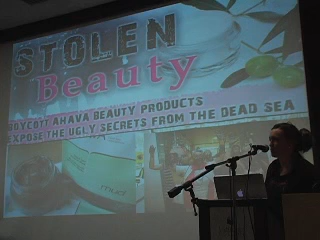 STOLEN
Beauty
BOYCOTT AHAVA BEAUTY PRODUCTS
EXPOSE THE UGLY SECRETS FROM THE DEAD SEA